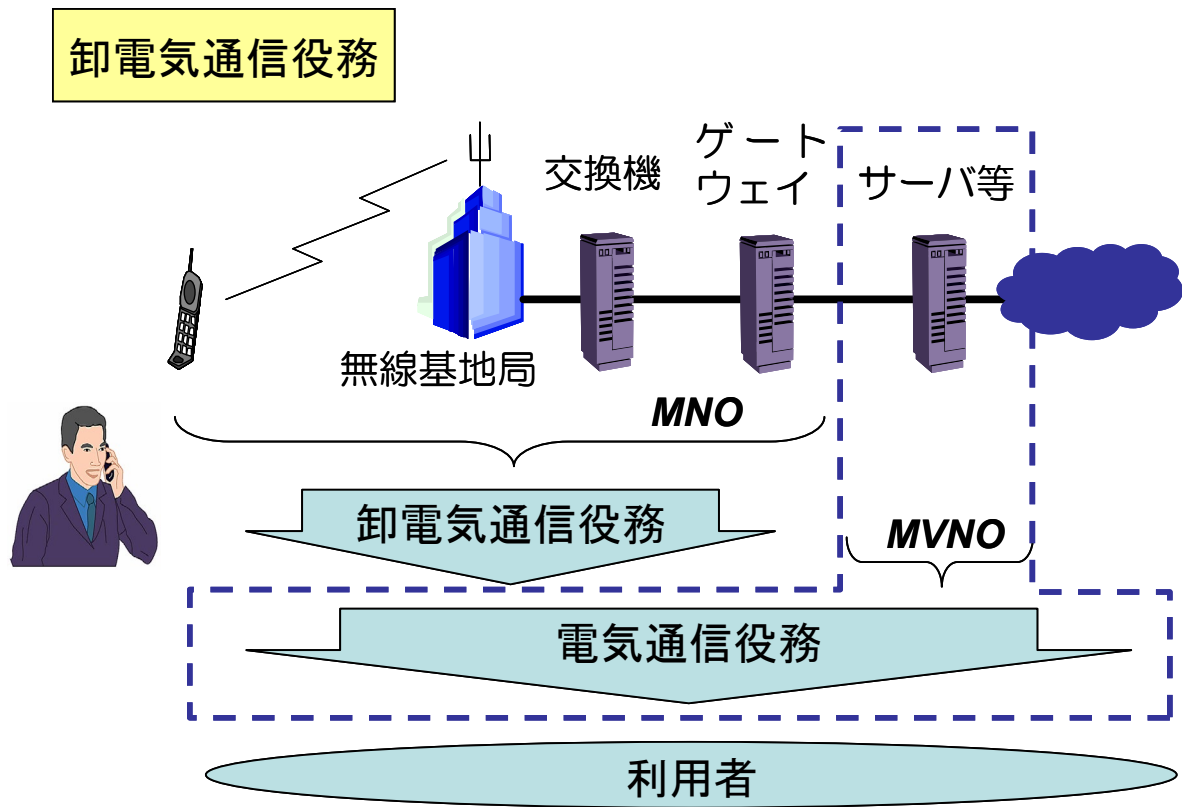 卸電気通信役務
ゲート
ウェイ
交換機
サーバ等
無線基地局
MNO
卸電気通信役務
MVNO
電気通信役務
利用者